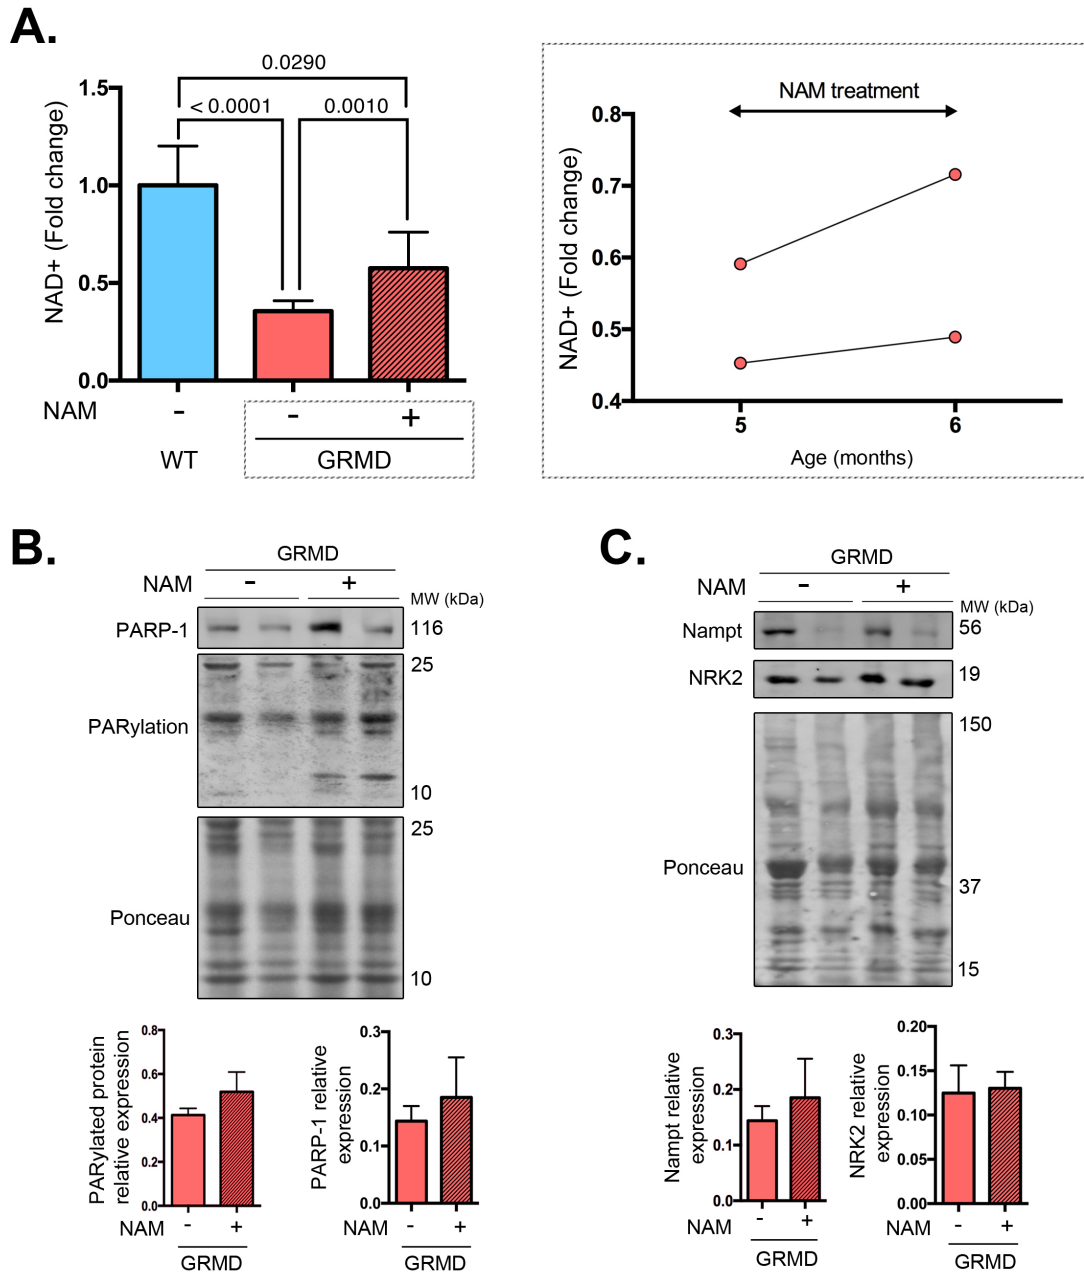 A.
NAD+ (Fold change)
1.5
1.0
0.5
0.0
0.0290
< 0.0001
0.0010
NAM - - +
WT GRMD
NAM treatment
NAD+ (Fold change)
0.8
0.7
0.6
0.5
0.4
5 6
Age (months)
B.
GRMD
NAM - +
MW (kDa)
PARP-1 116
25
PARylation
10
25
Ponceau
10
PARylated protein
relative expression
0.8
0.6
0.4
0.2
0.0
NAM - +
GRMD
PARP-1 relative
expression
0.3
0.2
0.1
0.0
NAM - +
GRMD
C.
GRMD
NAM - +
MW (kDa)
Nampt 56
NRK2 19
150
Ponceau
37
15
Nampt relative
expression
0.3
0.2
0.1
0.0
NAM - +
GRMD
NRK2 relative
expression
0.20
0.15
0.10
0.05
0.00
NAM - +
GRMD